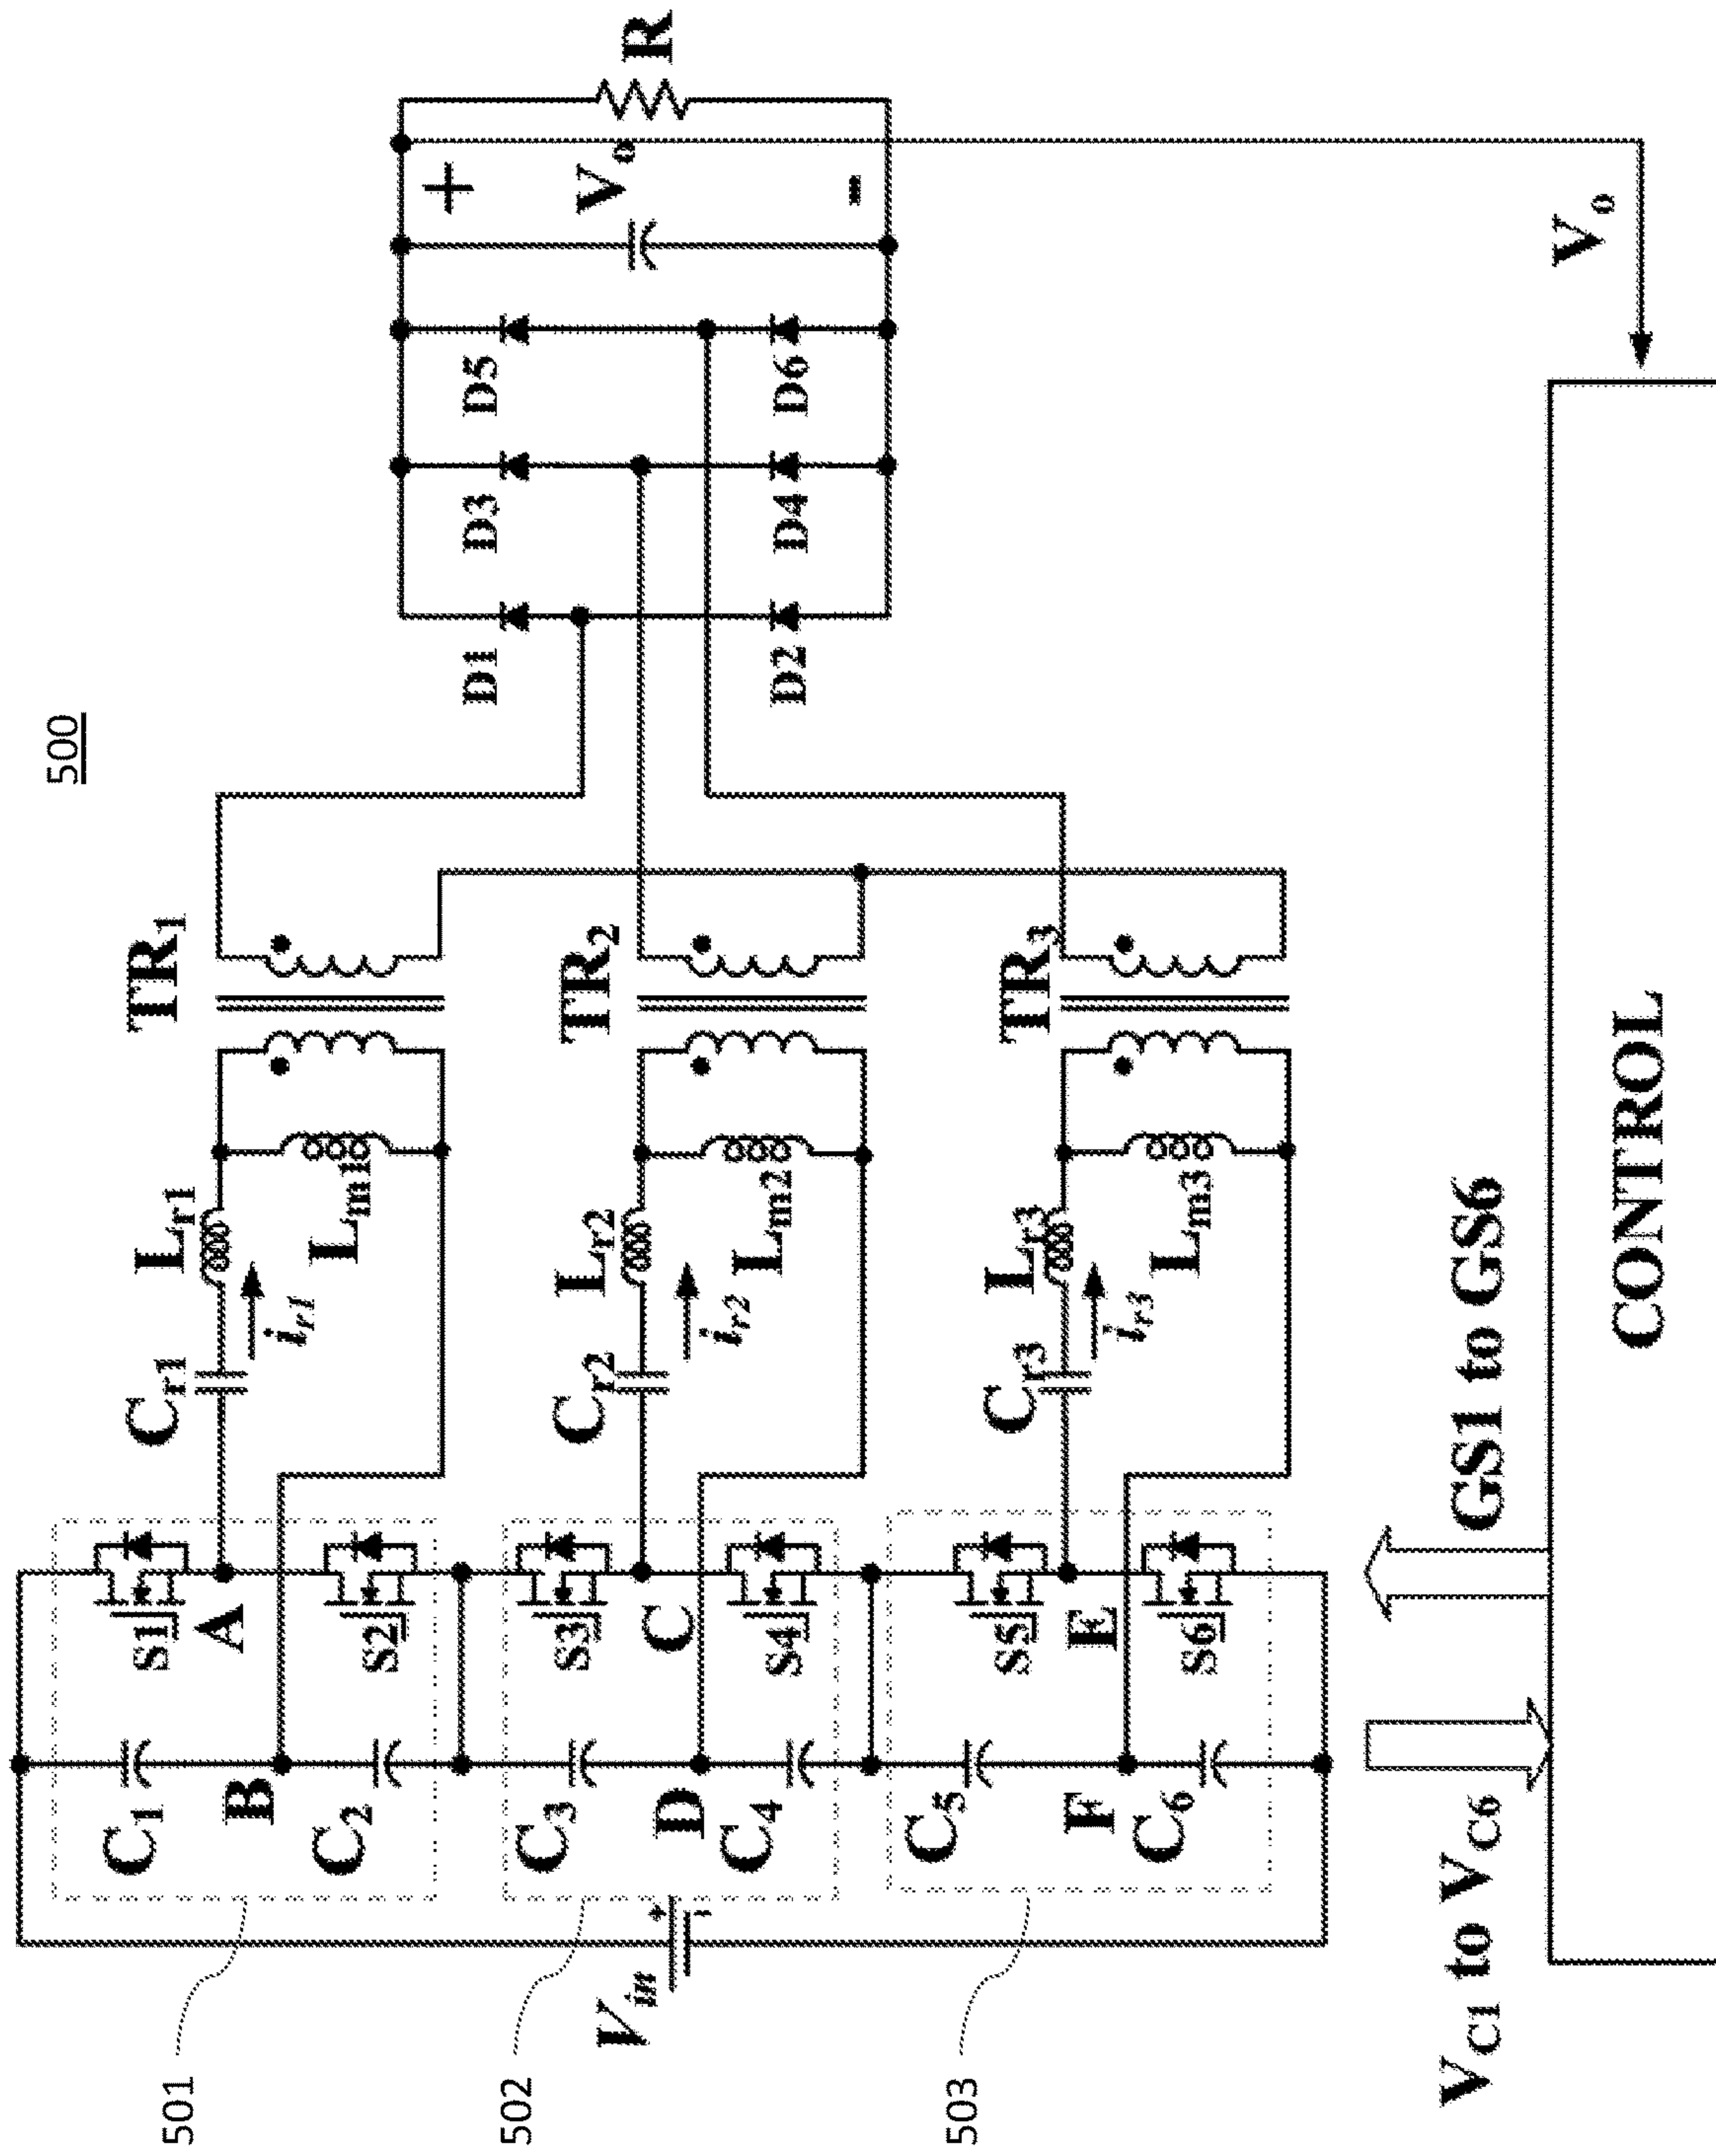 500
501
502
503
V_in
+
-
C_1
B
C_2
C_3
D
C_4
C_5
F
C_6
S1
A
S2
S3
C
S4
S5
E
S6
C_r1
i_r1
L_r1
L_m1
TR_1
C_r2
i_r2
L_r2
L_m2
TR_2
C_r3
i_r3
L_r3
L_m3
TR_3
D1
D3
D5
D2
D4
D6
+
V_o
-
R
V_C1 to V_C6
GS1 to GS6
V_o
CONTROL